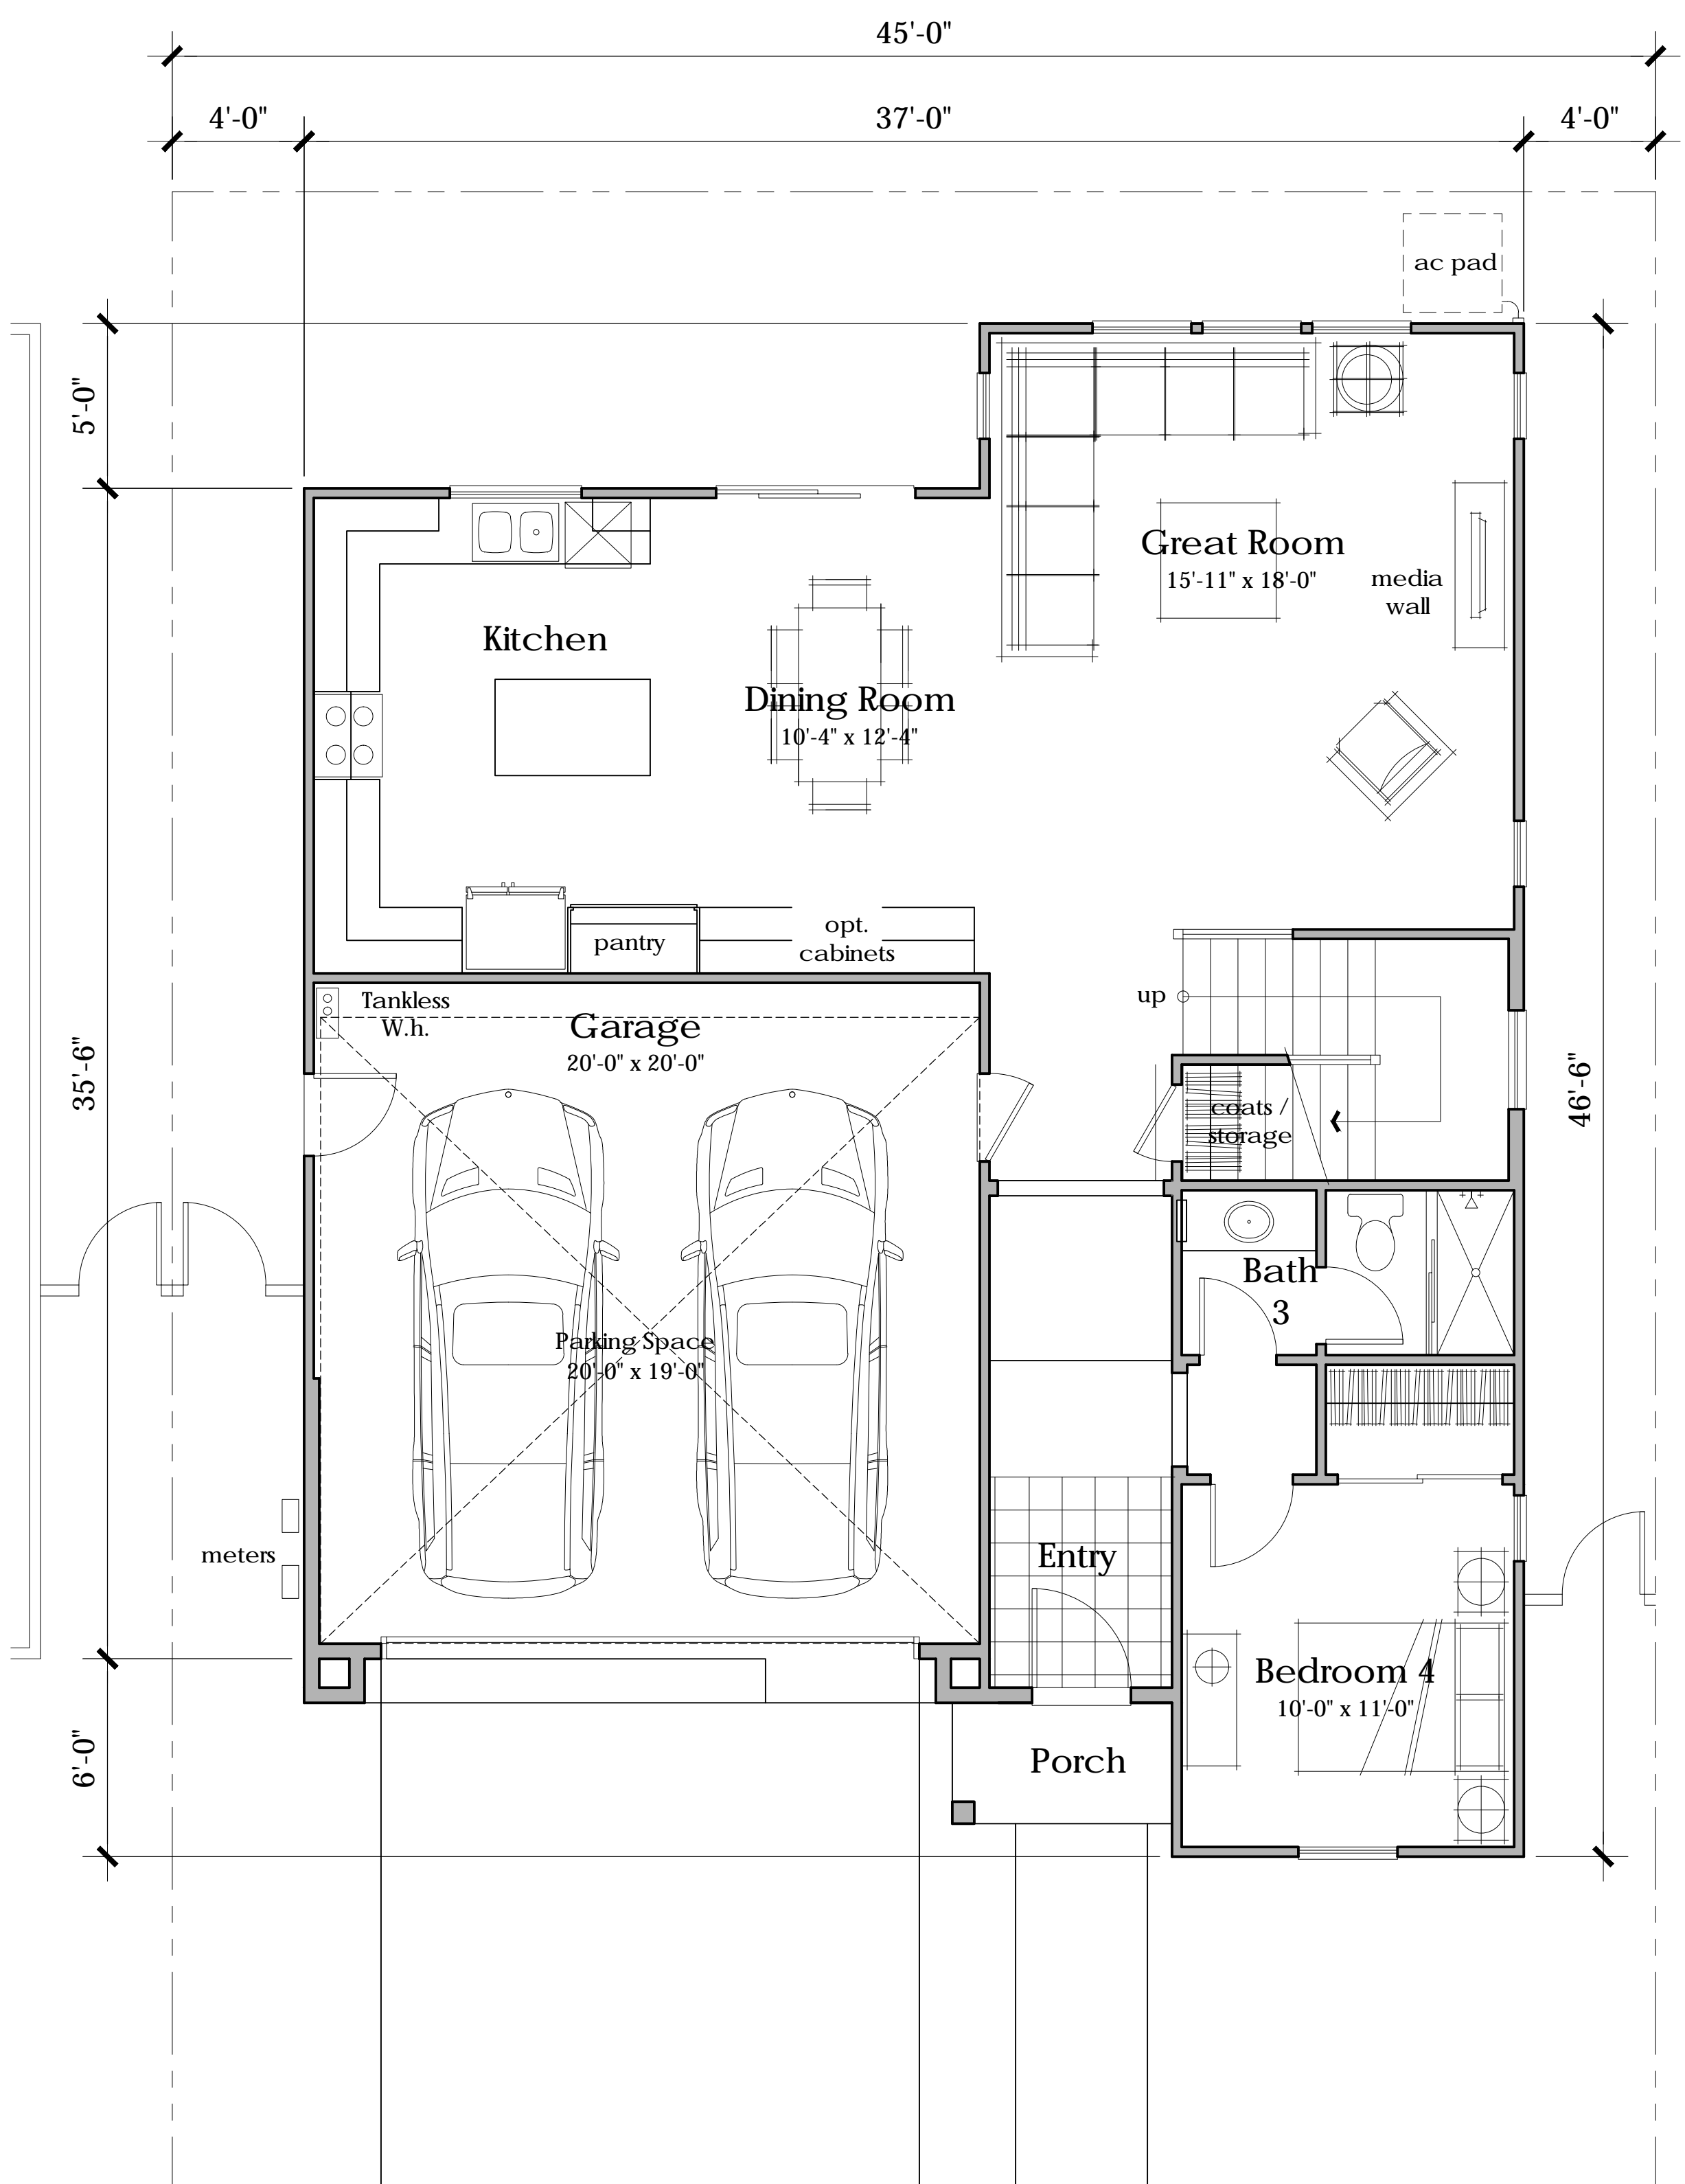 45'-0"
4'-0"
37'-0"
4'-0"
ac pad
5'-0"
Great Room
15'-11" x 18'-0"
media
wall
Kitchen
Dining Room
10'-4" x 12'-4"
opt.
cabinets
pantry
up
Tankless
W.h.
Garage
20'-0" x 20'-0"
35'-6"
46'-6"
coats /
storage
Bath
3
Parking Space
20'-0" x 19'-0"
meters
Entry
Bedroom 4
10'-0" x 11'-0"
6'-0"
Porch